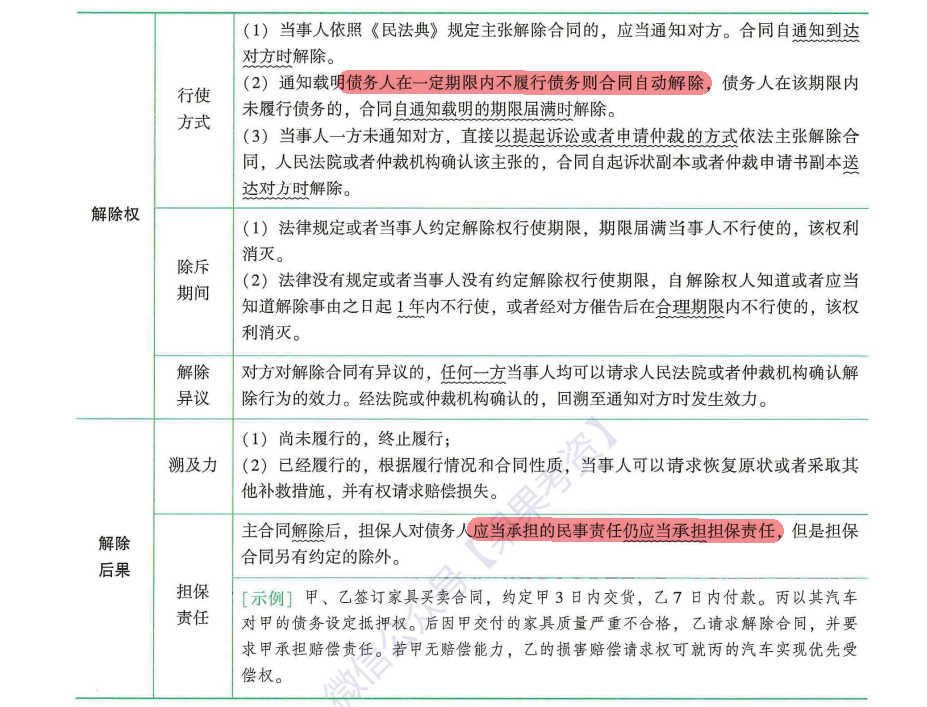 (1) 当事人依照《民法典》规定主张解除合同的，应当通知对方。合同自通知到达
对方时解除。
(2) 通知载明债务人在一定期限内不履行债务则合同自动解除，债务人在该期限内
未履行债务的，合同自通知载明的期限届满时解除。
(3) 当事人一方未通知对方，直接以提起诉讼或者申请仲裁的方式依法主张解除合
同，人民法院或者仲裁机构确认该主张的，合同自起诉状副本或者仲裁申请书副本送
达对方时解除。
行使
方式
解除权
(1) 法律规定或者当事人约定解除权行使期限，期限届满当事人不行使的，该权利
消灭。
(2) 法律没有规定或者当事人没有约定解除权行使期限，自解除权人知道或者应当
知道解除事由之日起 1 年内不行使，或者经对方催告后在合理期限内不行使的，该权
利消灭。
除斥
期间
解除
异议
对方对解除合同有异议的，任何一方当事人均可以请求人民法院或者仲裁机构确认解
除行为的效力。经法院或仲裁机构确认的，回溯至通知对方时发生效力。
溯及力
(1) 尚未履行的，终止履行；
(2) 已经履行的，根据履行情况和合同性质，当事人可以请求恢复原状或者采取其
他补救措施，并有权请求赔偿损失。
解除
后果
担保
责任
主合同解除后，担保人对债务人应当承担的民事责任仍应当承担担保责任，但是担保
合同另有约定的除外。
[示例] 甲、乙签订家具买卖合同，约定甲 3 日内交货，乙 7 日内付款。丙以其汽车
对甲的债务设定抵押权。后因甲交付的家具质量严重不合格，乙请求解除合同，并要
求甲承担赔偿责任。若甲无赔偿能力，乙的损害赔偿请求权可就丙的汽车实现优先受
偿权。
微信公众号【果果考资】